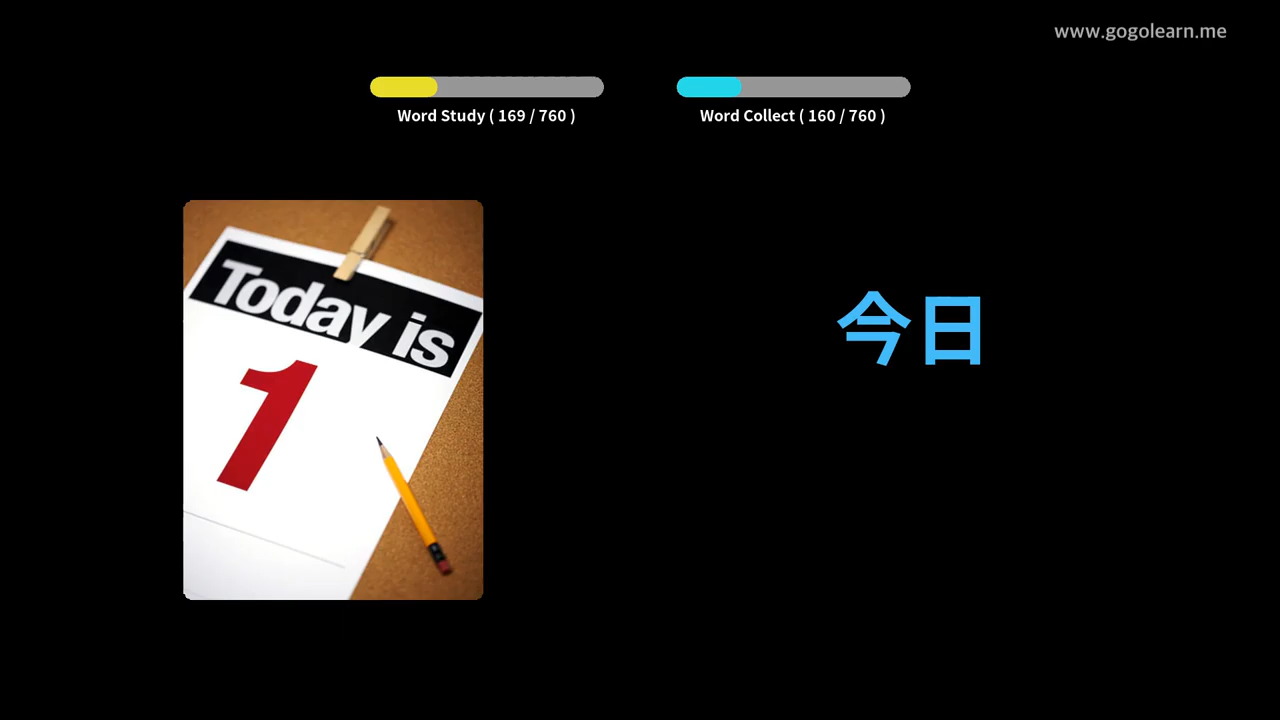 www.gogolearn.me
Word Study ( 169 / 760 )
Word Collect ( 160 / 760 )
Today is
1
今日